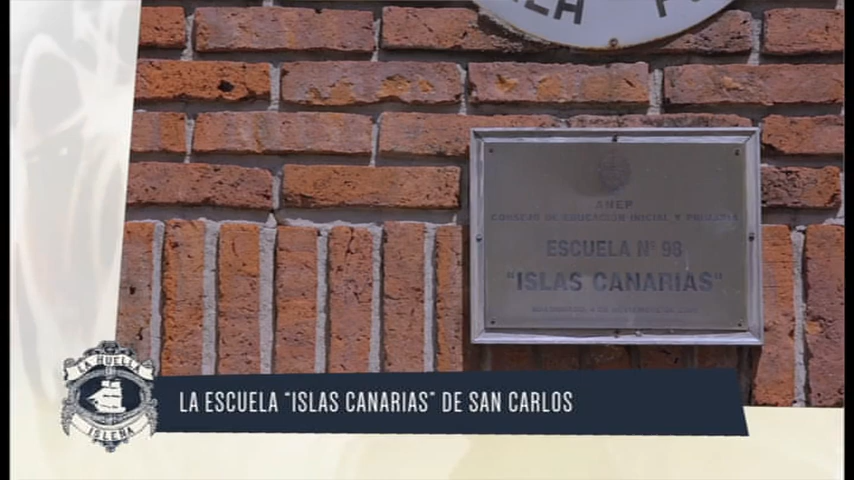 ANEP
CONSEJO DE EDUCACIÓN INICIAL Y PRIMARIA
ESCUELA Nº 98
"ISLAS CANARIAS"
LA HUELLA
ISLEÑA
LA ESCUELA "ISLAS CANARIAS" DE SAN CARLOS